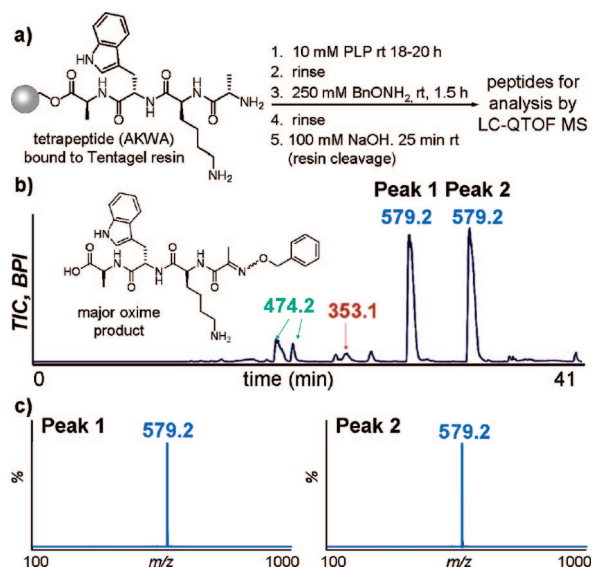 a)
HN
O
O
H
N
O
N
H
O
H
N
O
NH2
NH2
tetrapeptide (AKWA)
bound to Tentagel resin
1. 10 mM PLP rt 18-20 h
2. rinse
3. 250 mM BnONH2, rt, 1.5 h
4. rinse
5. 100 mM NaOH. 25 min rt
(resin cleavage)
peptides for
analysis by
LC-QTOF MS
b)
Peak 1 Peak 2
579.2 579.2
HN
HO
O
H
N
O
N
H
O
H
N
O
N
O
NH2
major oxime
product
474.2
353.1
TIC, BPI
0 time (min) 41
c)
Peak 1
579.2
%
100 m/z 1000
Peak 2
579.2
%
100 m/z 1000